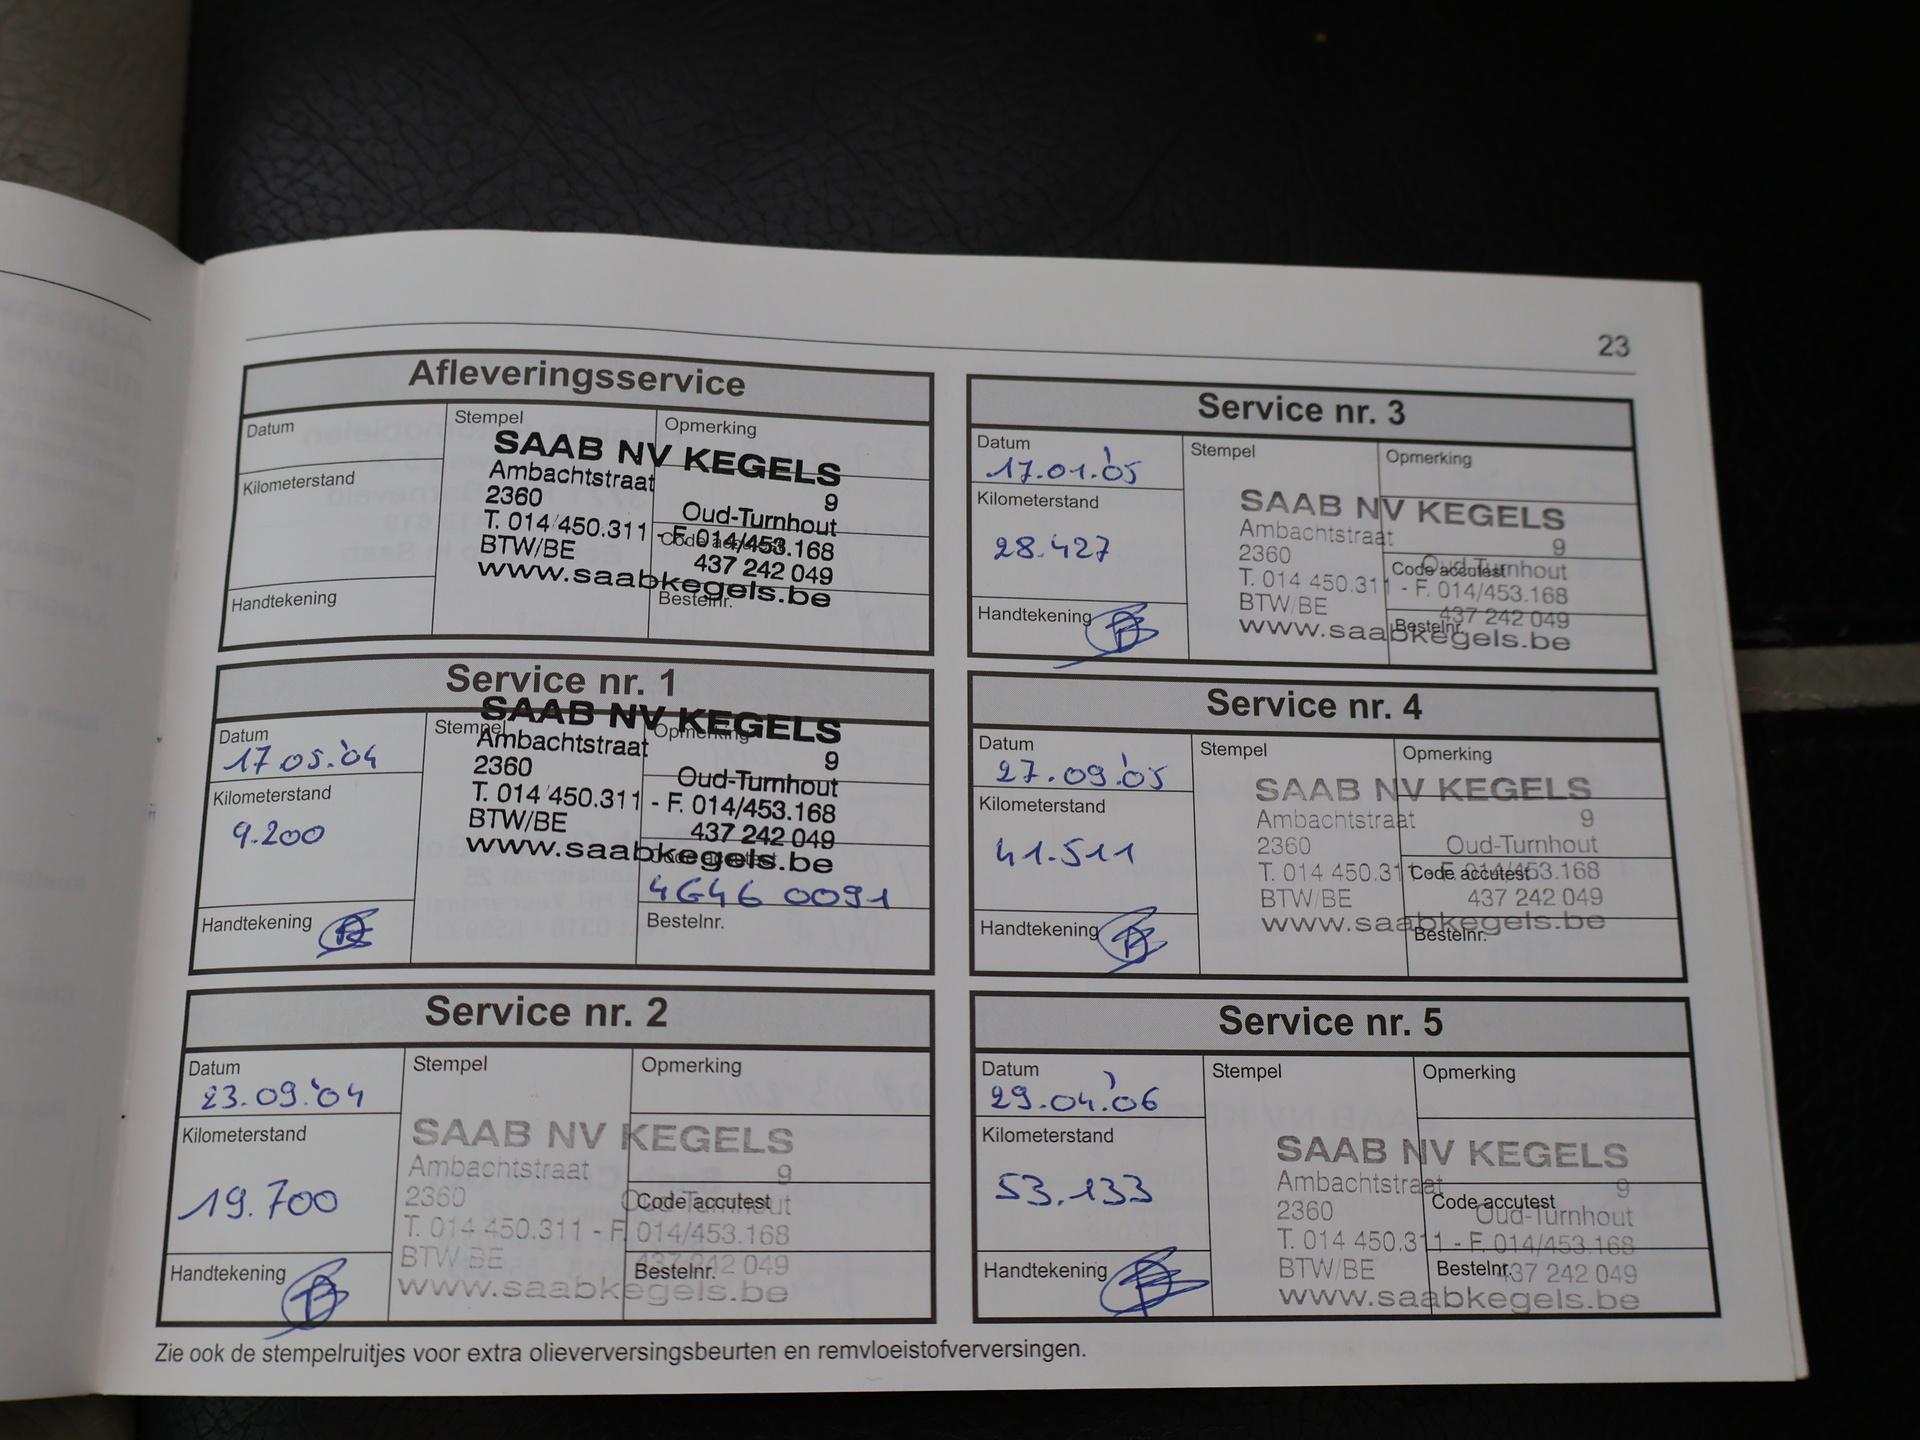 23
Afleveringsservice
Datum
Stempel
Opmerking
Kilometerstand
SAAB NV KEGELS
Ambachtstraat 9
2360 Oud-Turnhout
T. 014/450.311 - F. 014/453.168
BTW/BE 437 242 049
www.saabkegels.be
Code accutest
Handtekening
Bestelnr.
Service nr. 1
Datum
17 05.'04
Stempel
Opmerking
Kilometerstand
9.200
SAAB NV KEGELS
Ambachtstraat 9
2360 Oud-Turnhout
T. 014/450.311 - F. 014/453.168
BTW/BE 437 242 049
www.saabkegels.be
Code accutest
4G46 0091
Handtekening
Bestelnr.
Service nr. 2
Datum
23.09.'04
Stempel
Opmerking
Kilometerstand
19.700
SAAB NV KEGELS
Ambachtstraat 9
2360 Oud-Turnhout
T. 014 450.311 - F. 014/453.168
BTW BE 437 242 049
www.saabkegels.be
Code accutest
Handtekening
Bestelnr.
Service nr. 3
Datum
17.01.'05
Stempel
Opmerking
Kilometerstand
28.427
SAAB NV KEGELS
Ambachtstraat 9
2360 Oud-Turnhout
T. 014 450.311 - F. 014/453.168
BTW/BE 437 242 049
www.saabkegels.be
Code accutest
Handtekening
Bestelnr.
Service nr. 4
Datum
27.09.'05
Stempel
Opmerking
Kilometerstand
41.511
SAAB NV KEGELS
Ambachtstraat 9
2360 Oud-Turnhout
T. 014 450.311 - F. 014/453.168
BTW/BE 437 242 049
www.saabkegels.be
Code accutest
Handtekening
Bestelnr.
Service nr. 5
Datum
29.04.'06
Stempel
Opmerking
Kilometerstand
53.133
SAAB NV KEGELS
Ambachtstraat 9
2360 Oud-Turnhout
T. 014 450.311 - F. 014/453.168
BTW/BE 437 242 049
www.saabkegels.be
Code accutest
Handtekening
Bestelnr.
Zie ook de stempelruitjes voor extra olieverversingsbeurten en remvloeistofverversingen.